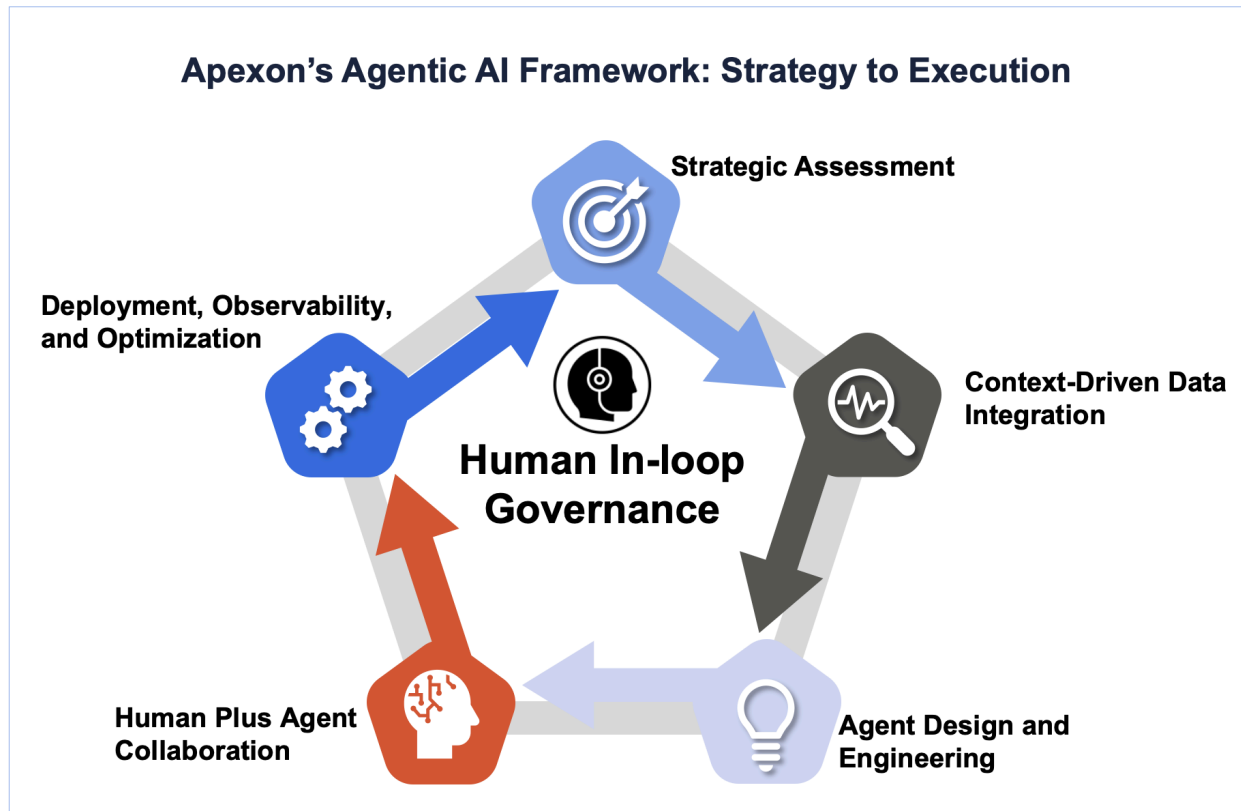 Apexon’s Agentic AI Framework: Strategy to Execution
Strategic Assessment
Deployment, Observability,
and Optimization
Context-Driven Data
Integration
Human In-loop
Governance
Human Plus Agent
Collaboration
Agent Design and
Engineering